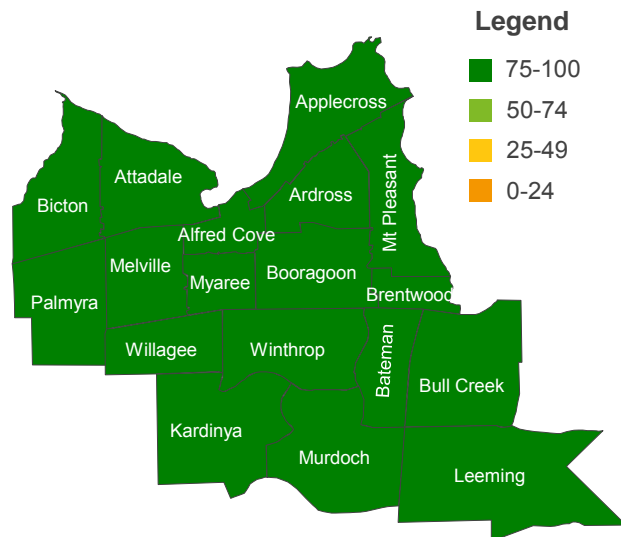 Legend
75-100
50-74
25-49
0-24
Applecross
Attadale
Ardross
Bicton
Mt Pleasant
Alfred Cove
Melville
Booragoon
Myaree
Brentwood
Palmyra
Willagee
Winthrop
Bateman
Bull Creek
Kardinya
Murdoch
Leeming